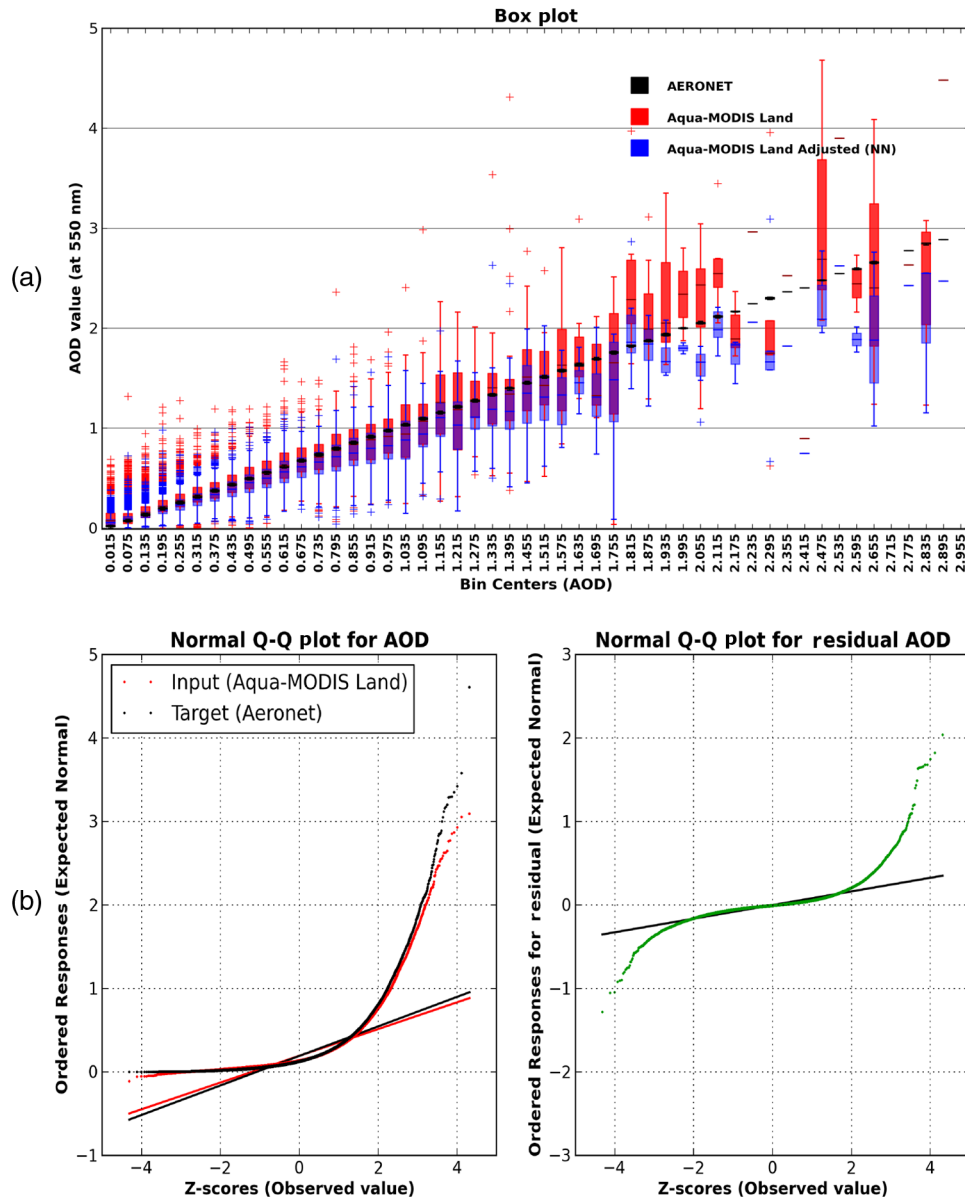 Box plot
(a)
AOD value (at 550 nm)
5
4
3
2
1
0
AERONET
Aqua-MODIS Land
Aqua-MODIS Land Adjusted (NN)
0.015 0.075 0.135 0.195 0.255 0.315 0.375 0.435 0.495 0.555 0.615 0.675 0.735 0.795 0.855 0.915 0.975 1.035 1.095 1.155 1.215 1.275 1.335 1.395 1.455 1.515 1.575 1.635 1.695 1.755 1.815 1.875 1.935 1.995 2.055 2.115 2.175 2.235 2.295 2.355 2.415 2.475 2.535 2.595 2.655 2.715 2.775 2.835 2.895 2.955
Bin Centers (AOD)
(b)
Normal Q-Q plot for AOD
Ordered Responses (Expected Normal)
5
4
3
2
1
0
−1
Input (Aqua-MODIS Land)
Target (Aeronet)
−4 −2 0 2 4
Z-scores (Observed value)
Normal Q-Q plot for residual AOD
Ordered Responses for residual (Expected Normal)
3
2
1
0
−1
−2
−3
−4 −2 0 2 4
Z-scores (Observed value)